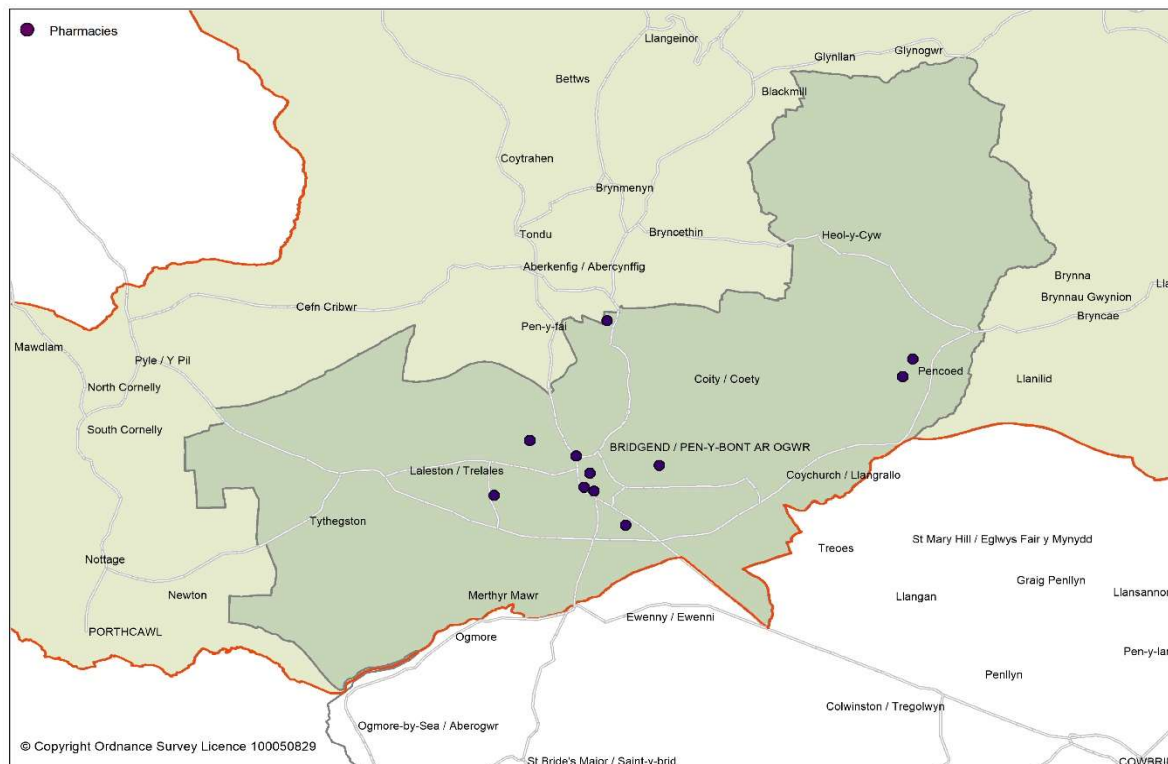 Pharmacies
Llangeinor
Glynogwr
Glynllan
Bettws
Blackmill
Coytrahen
Brynmenyn
Tondu
Bryncethin
Heol-y-Cyw
Aberkenfig / Abercynffig
Brynna
Cefn Cribwr
Brynnau Gwynion
Bryncae
Pen-y-fai
Mawdlam
Pyle / Y Pil
Pencoed
Coity / Coety
Llanilid
North Cornelly
South Cornelly
BRIDGEND / PEN-Y-BONT AR OGWR
Laleston / Trelales
Coychurch / Llangrallo
Tythegston
St Mary Hill / Eglwys Fair y Mynydd
Treoes
Nottage
Graig Penllyn
Newton
Merthyr Mawr
Llangan
Llansannor
Ewenny / Ewenni
PORTHCAWL
Ogmore
Penllyn
Colwinston / Tregolwyn
Ogmore-by-Sea / Aberogwr
© Copyright Ordnance Survey Licence 100050829
St Bride's Major / Saint-y-brid